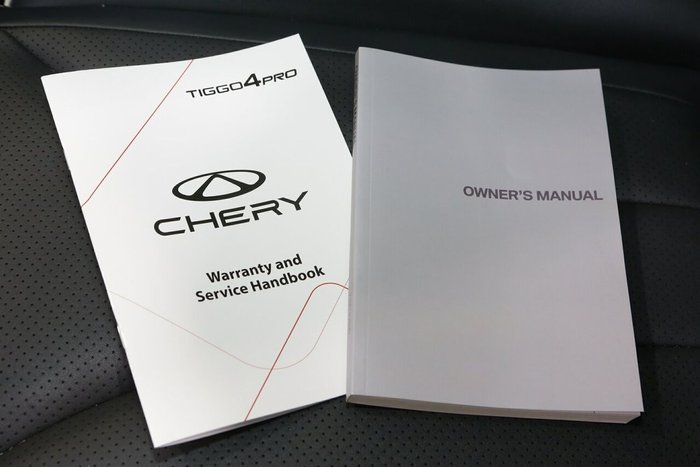 TIGGO4PRO
CHERY
Warranty and
Service Handbook
OWNER'S MANUAL